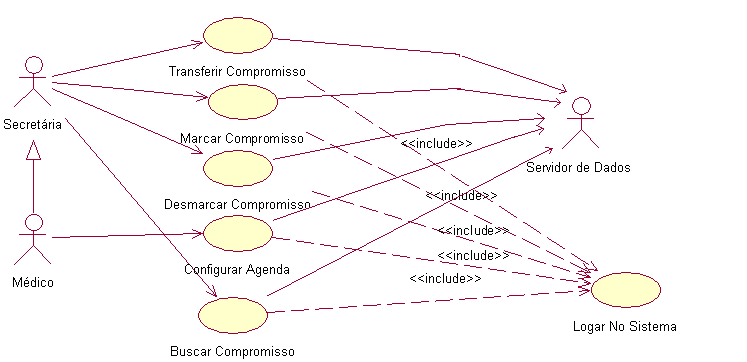 Transferir Compromisso
Secretária
Marcar Compromisso
<<include>>
Servidor de Dados
<<include>>
Desmarcar Compromisso
<<include>>
<<include>>
Configurar Agenda
Médico
<<include>>
Logar No Sistema
Buscar Compromisso